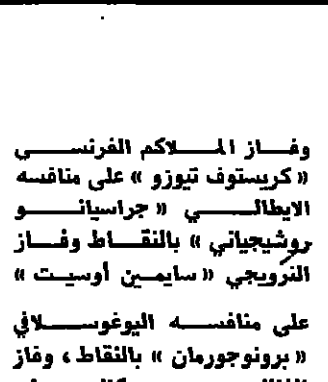 وفاز الملاكم الفرنسي
« كريستوف تيوزو » على منافسه
الايطالي « جراسيانو
روشيجياني » بالنقاط وفاز
النرويجي « سايمين أوسيت »
على منافسه اليوغوسلافي
« برونوجورمان » بالنقاط ، وفاز